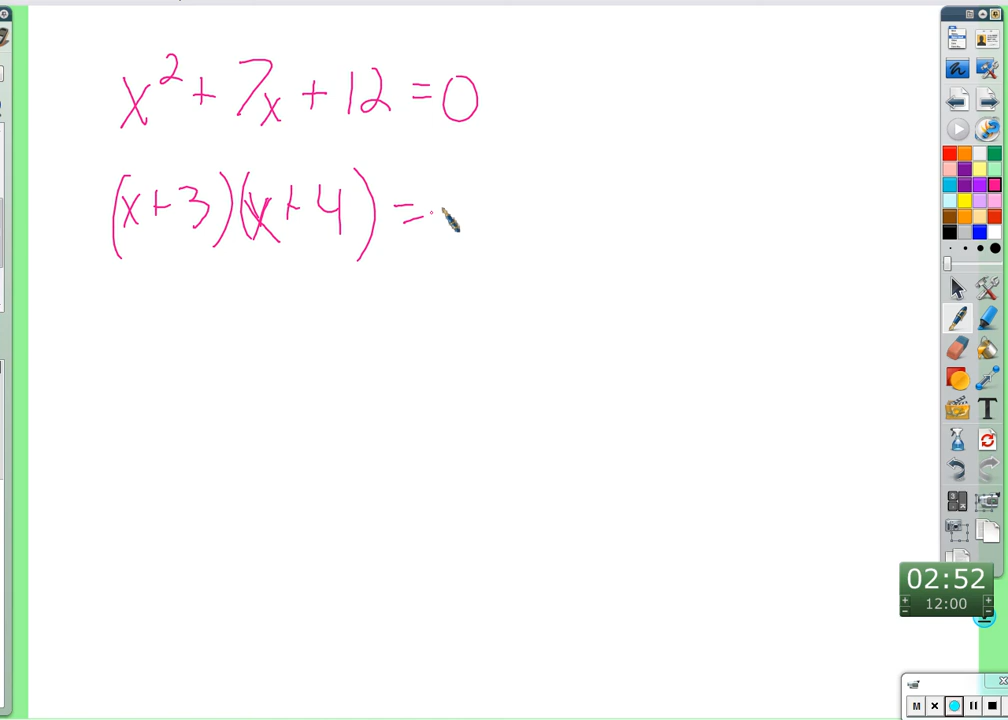 x² + 7x + 12 = 0
(x + 3)(x + 4) =
T
02:52
12:00
M